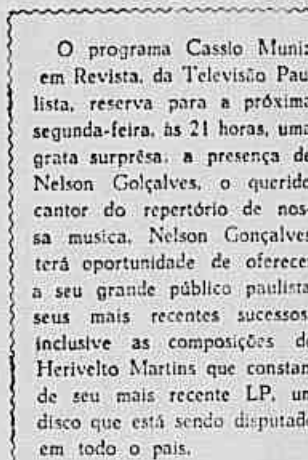 O programa Cassio Muniz
em Revista, da Televisão Pau
lista, reserva para a próxima
segunda-feira, às 21 horas, uma
grata surprêsa, a presença de
Nelson Golçalves, o querido
cantor do repertório de nos-
sa musica. Nelson Gonçalves
terá oportunidade de oferecer
a seu grande público paulista
seus mais recentes sucessos,
inclusive as composições de
Herivelto Martins que constam
de seu mais recente LP, um
disco que está sendo disputado
em todo o país.